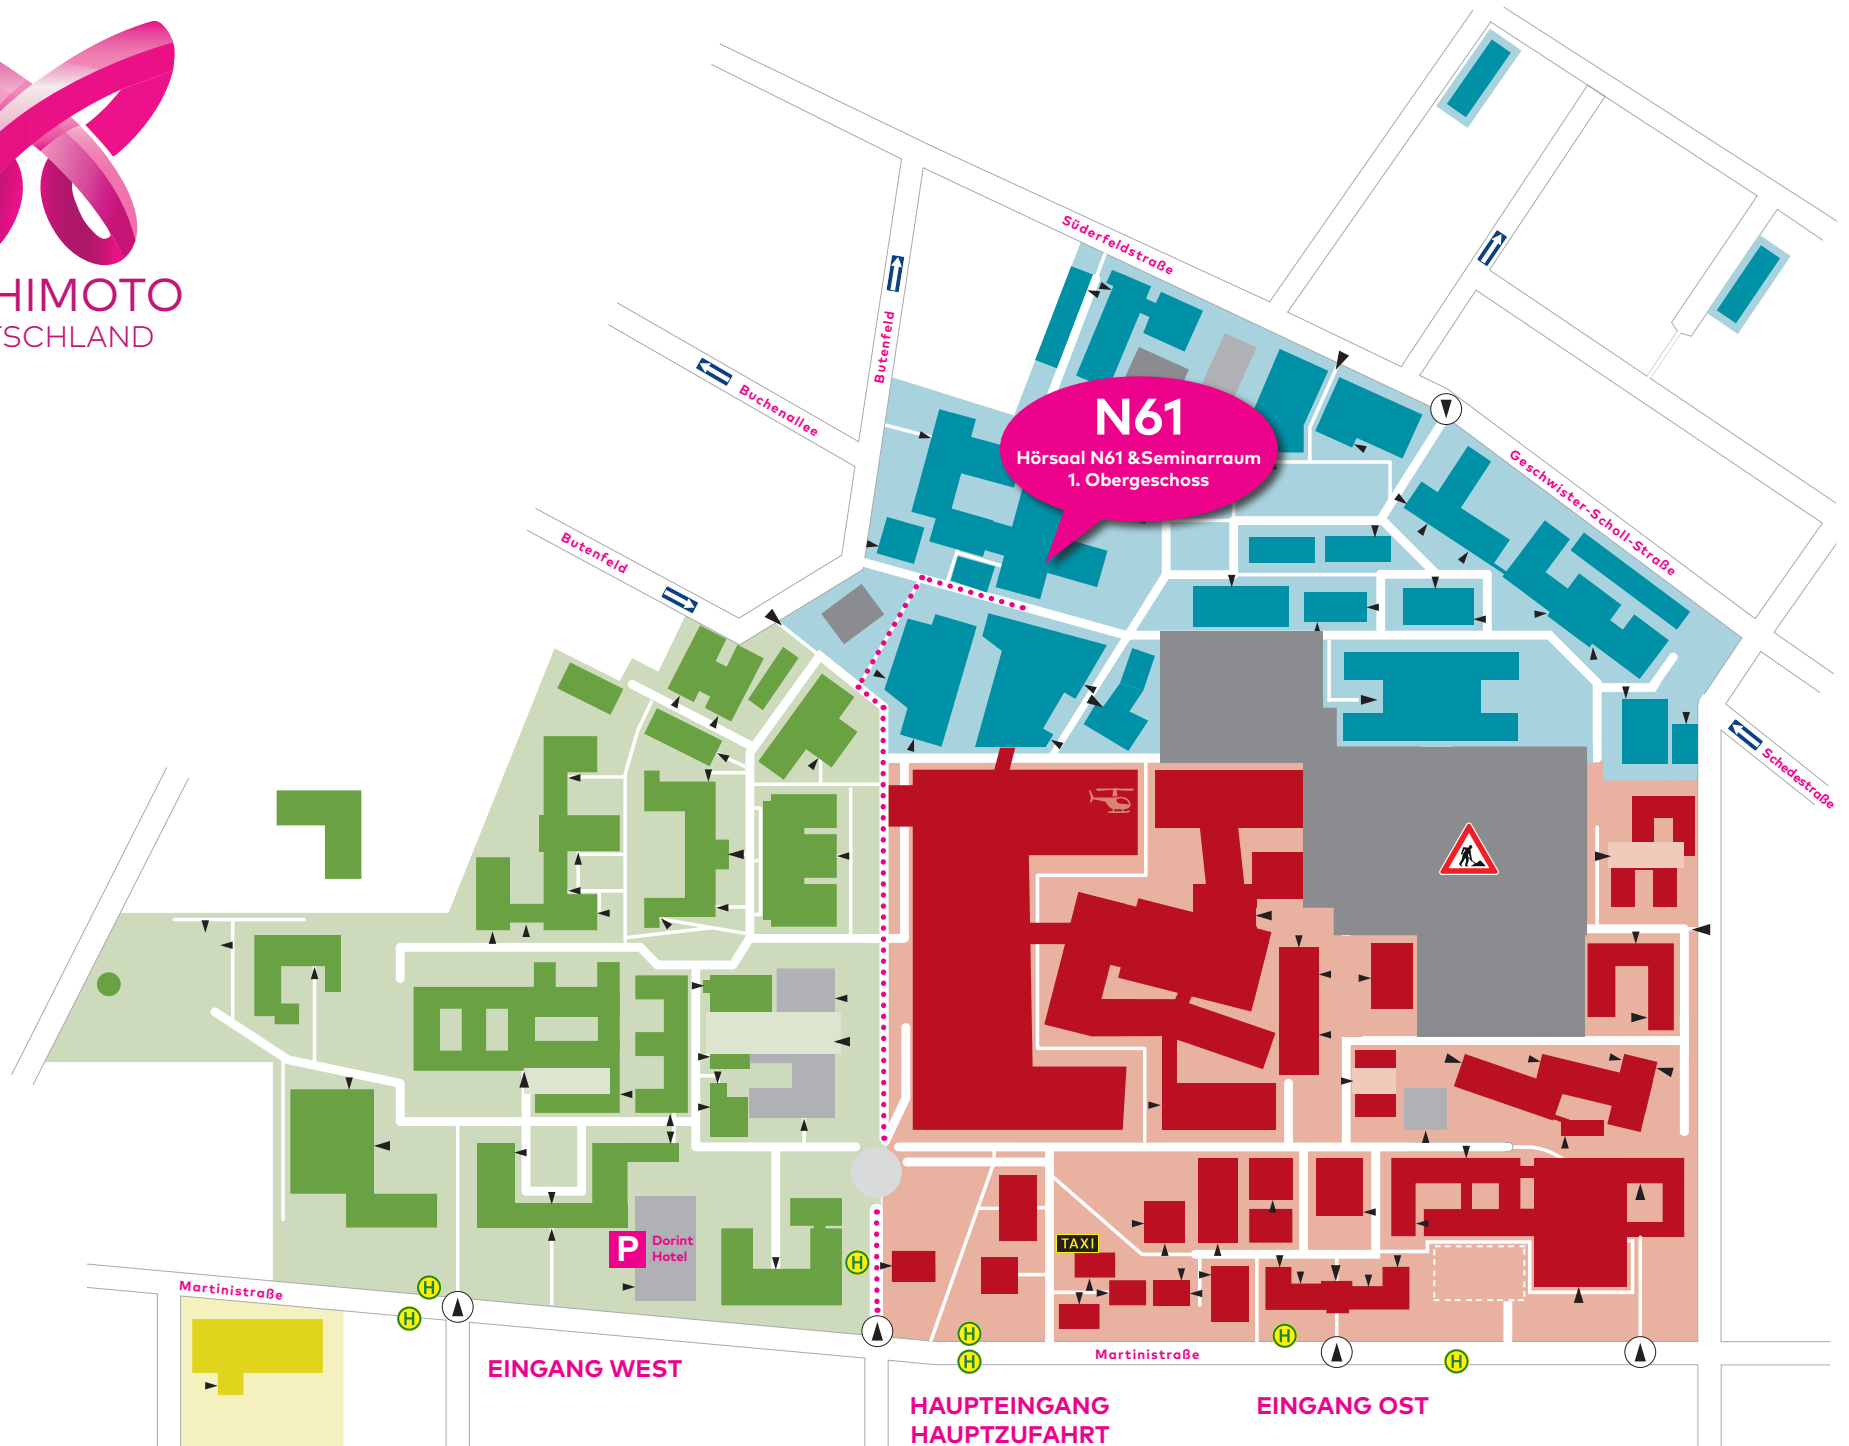 HIMOTO
TSCHLAND
Süderfeldstraße
Butenfeld
Buchenallee
N61
Hörsaal N61 &Seminarraum
1. Obergeschoss
Geschwister-Scholl-Straße
Butenfeld
Schedestraße
TAXI
P
Dorint
Hotel
H
H
H
Martinistraße
H
H
H
H
Martinistraße
EINGANG WEST
HAUPTEINGANG
HAUPTZUFAHRT
EINGANG OST